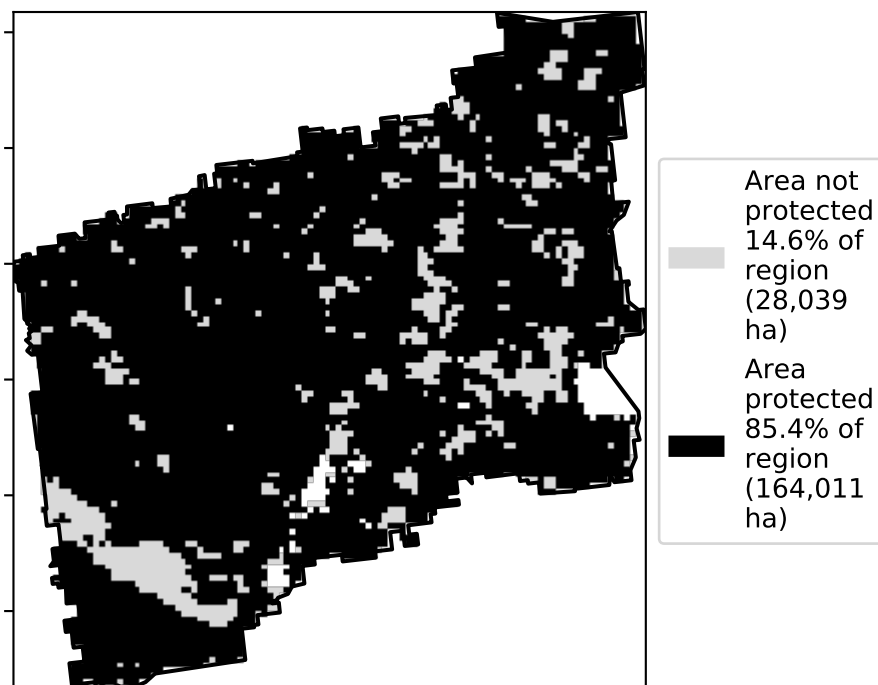 Area not
protected
14.6% of
region
(28,039
ha)
Area
protected
85.4% of
region
(164,011
ha)